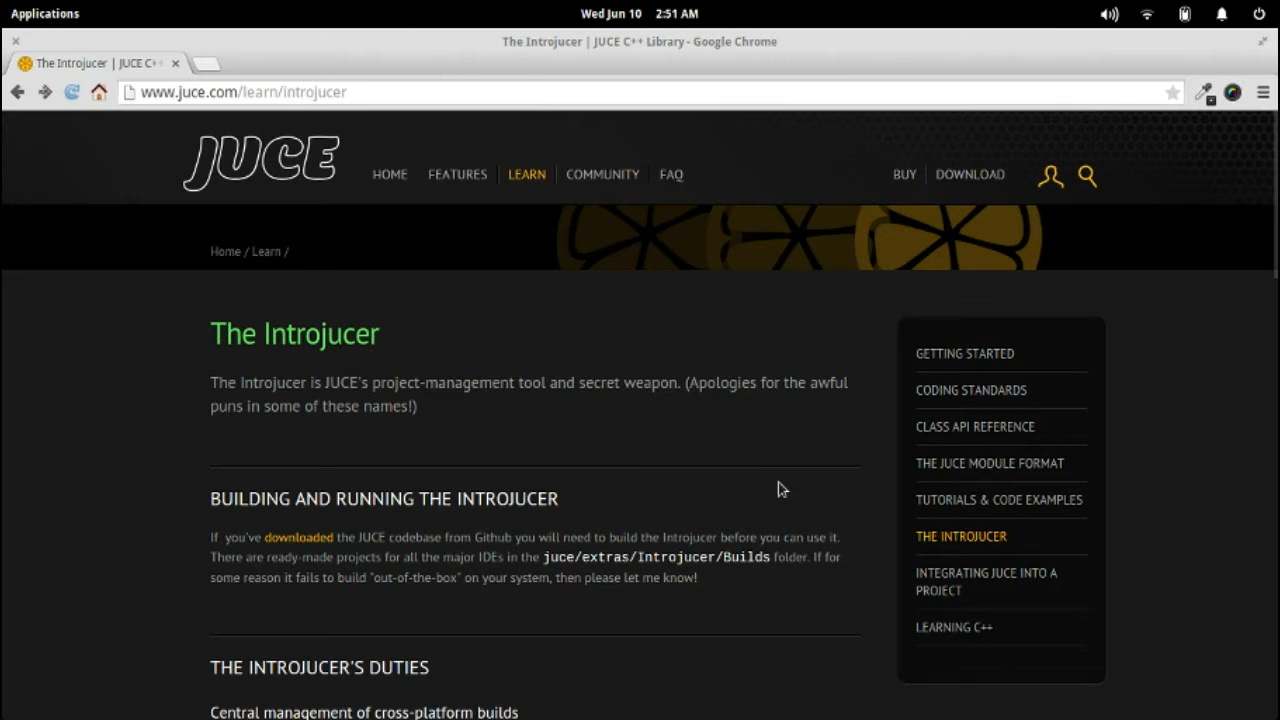 Applications
Wed Jun 10 2:51 AM
The Introjucer | JUCE C++ Library - Google Chrome
The Introjucer | JUCE C++
www.juce.com/learn/introjucer
JUCE
HOME
FEATURES
LEARN
COMMUNITY
FAQ
BUY
DOWNLOAD
Home / Learn /
The Introjucer
The Introjucer is JUCE's project-management tool and secret weapon. (Apologies for the awful
puns in some of these names!)
BUILDING AND RUNNING THE INTROJUCER
If you've downloaded the JUCE codebase from Github you will need to build the Introjucer before you can use it.
There are ready-made projects for all the major IDEs in the juce/extras/Introjucer/Builds folder. If for
some reason it fails to build "out-of-the-box" on your system, then please let me know!
THE INTROJUCER'S DUTIES
Central management of cross-platform builds
GETTING STARTED
CODING STANDARDS
CLASS API REFERENCE
THE JUCE MODULE FORMAT
TUTORIALS & CODE EXAMPLES
THE INTROJUCER
INTEGRATING JUCE INTO A
PROJECT
LEARNING C++